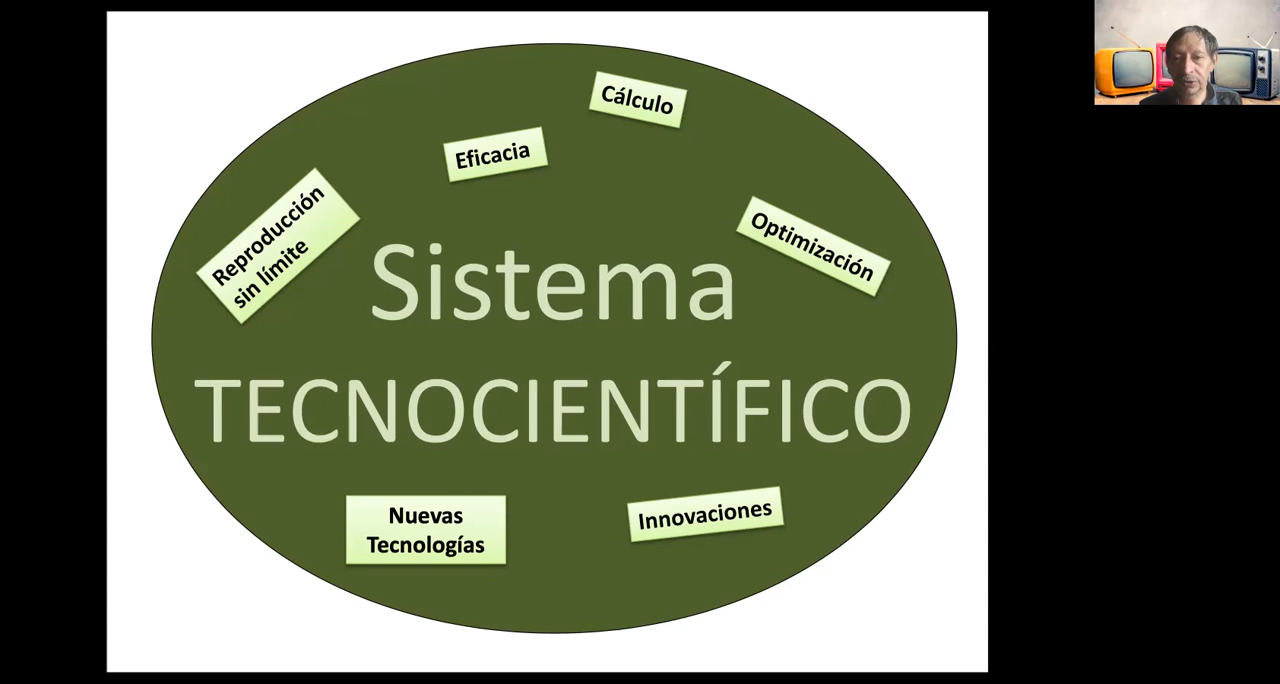 Cálculo
Eficacia
Reproducción
sin límite
Optimización
Sistema
TECNOCIENTÍFICO
Nuevas
Tecnologías
Innovaciones